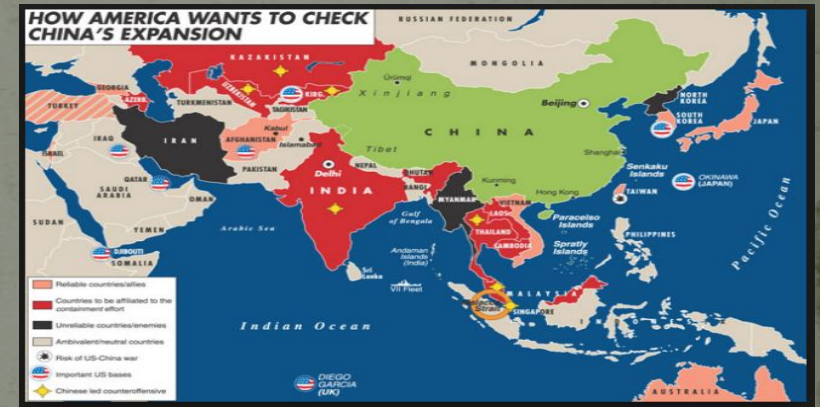 HOW AMERICA WANTS TO CHECK
CHINA'S EXPANSION
RUSSIAN FEDERATION
KAZAKISTAN
MONGOLIA
Ürümqi
Xinjiang
GEORGIA
AZERB.
UZBEKISTAN
KIRG.
TURKEY
TURKMENISTAN
TAGIKISTAN
Beijing
NORTH
KOREA
SOUTH
KOREA
JAPAN
CHINA
Kabul
AFGHANISTAN
Islamabad
IRAQ
IRAN
ISRAEL
Tibet
Shanghai
PAKISTAN
Delhi
NEPAL
BHUTAN
Senkaku
Islands
QATAR
SAUDI
ARABIA
OMAN
INDIA
BANGL.
Kunming
Hong Kong
TAIWAN
OKINAWA
(JAPAN)
MYANMAR
VIETNAM
LAOS
SUDAN
YEMEN
Arabic Sea
Gulf
of Bengala
THAILAND
Paracelso
Islands
PHILIPPINES
Pacific Ocean
DJIBOUTI
SOMALIA
Andaman
Islands
(India)
CAMBODIA
Spratly
Islands
Sri
Lanka
VII Fleet
MALAYSIA
Strait
SINGAPORE
Reliable countries/allies
Countries to be affiliated to the
containment effort
Unreliable countries/enemies
Ambivalent/neutral countries
Risk of US-China war
Important US bases
Chinese led counteroffensive
Indian Ocean
DIEGO
GARCIA
(UK)
AUSTRALIA